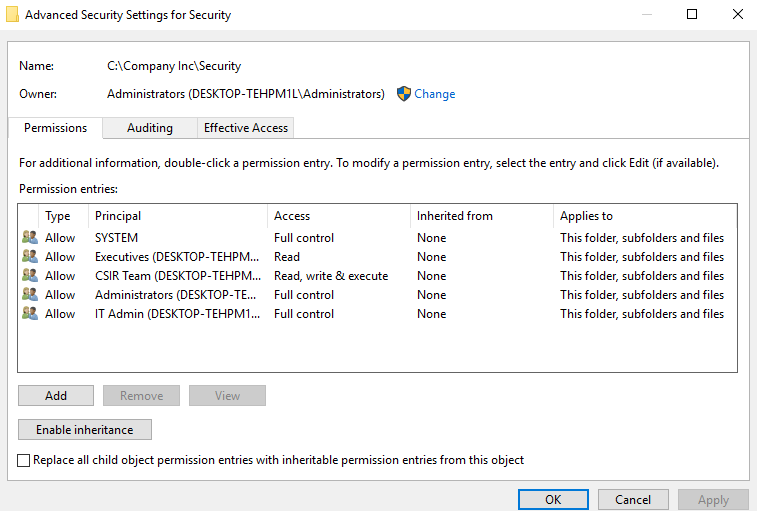 Advanced Security Settings for Security
Name: C:\Company Inc\Security
Owner: Administrators (DESKTOP-TEHPM1L\Administrators) Change
Permissions Auditing Effective Access
For additional information, double-click a permission entry. To modify a permission entry, select the entry and click Edit (if available).
Permission entries:
Type Principal Access Inherited from Applies to
Allow SYSTEM Full control None This folder, subfolders and files
Allow Executives (DESKTOP-TEHPM... Read None This folder, subfolders and files
Allow CSIR Team (DESKTOP-TEHPM... Read, write & execute None This folder, subfolders and files
Allow Administrators (DESKTOP-TE... Full control None This folder, subfolders and files
Allow IT Admin (DESKTOP-TEHPM1... Full control None This folder, subfolders and files
Add Remove View
Enable inheritance
Replace all child object permission entries with inheritable permission entries from this object
OK Cancel Apply